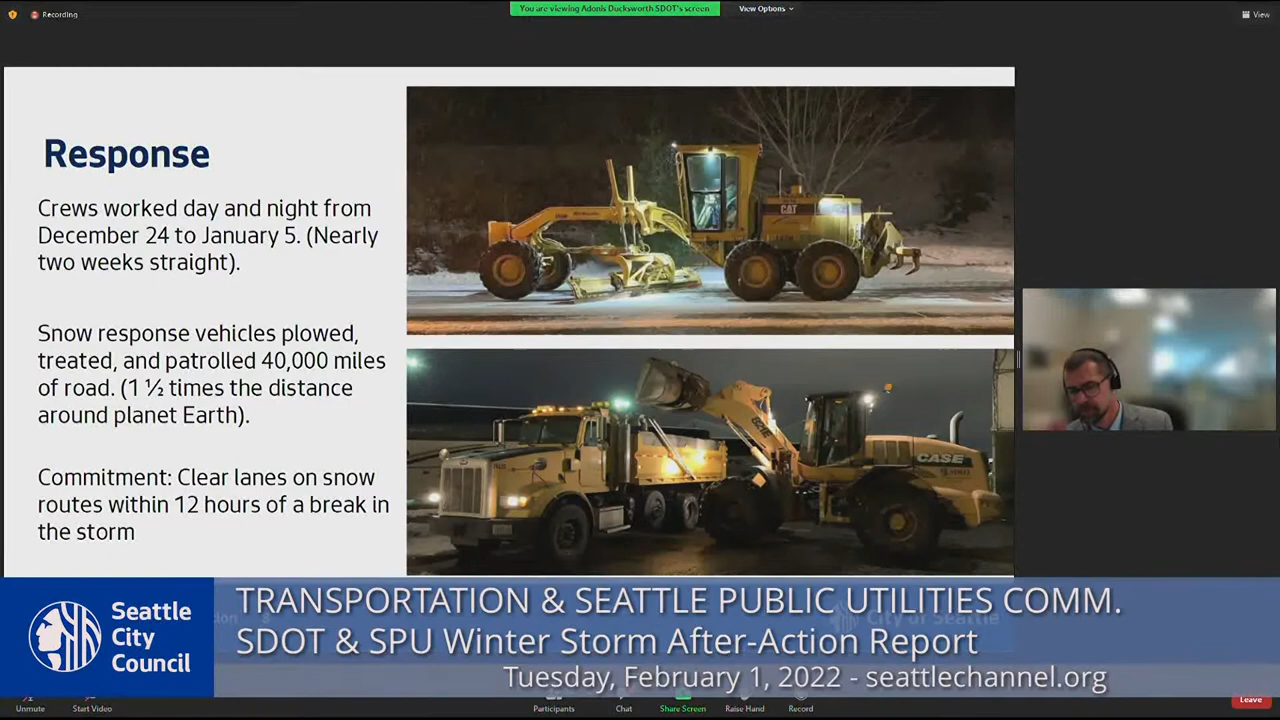 Recording
You are viewing Adonis Ducksworth SDOT's screen
View Options
View
Response
Crews worked day and night from
December 24 to January 5. (Nearly
two weeks straight).
Snow response vehicles plowed,
treated, and patrolled 40,000 miles
of road. (1 ½ times the distance
around planet Earth).
Commitment: Clear lanes on snow
routes within 12 hours of a break in
the storm
CAT
CASE
CASE
Seattle
City
Council
TRANSPORTATION & SEATTLE PUBLIC UTILITIES COMM.
SDOT & SPU Winter Storm After-Action Report
Tuesday, February 1, 2022 - seattlechannel.org
City of Seattle
Unmute
Start Video
Participants
Chat
Share Screen
Raise Hand
Record
Leave